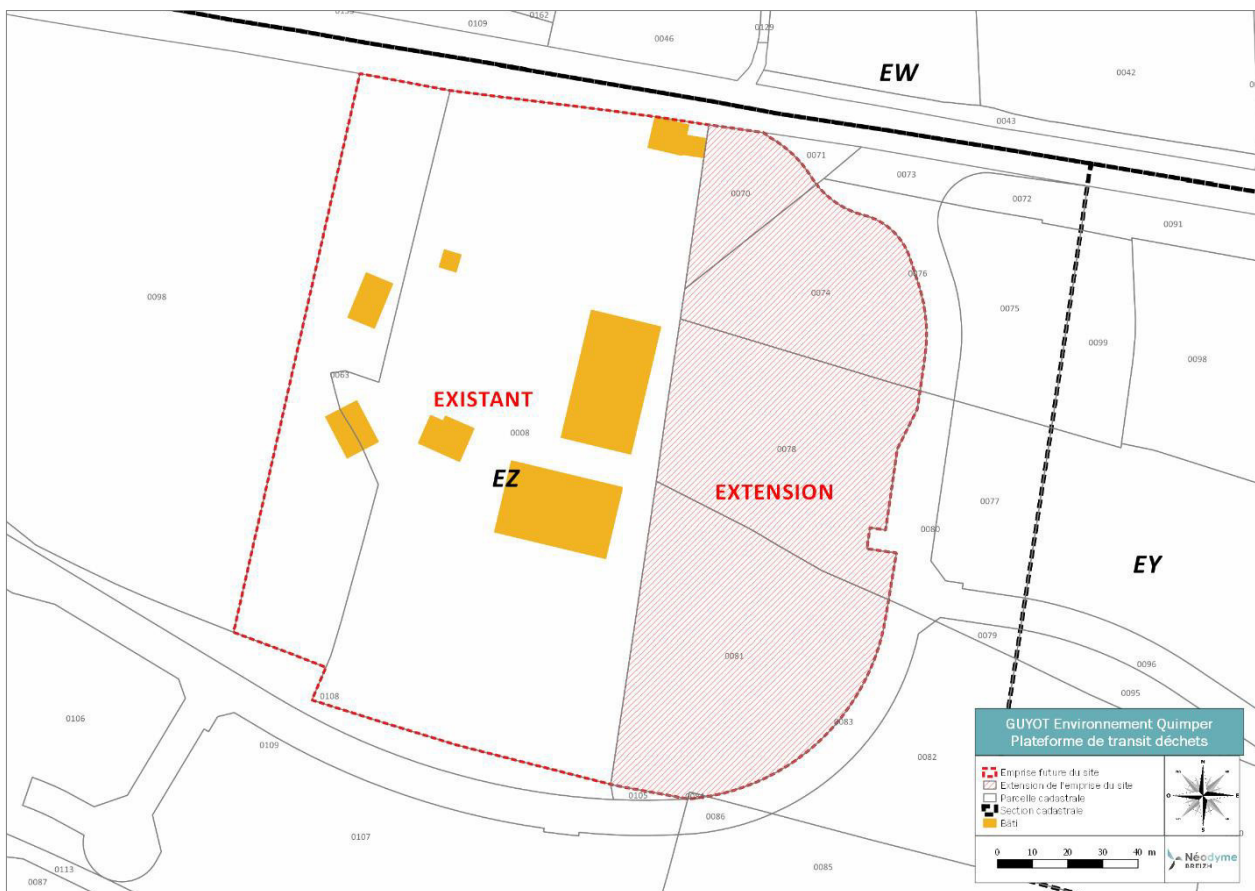 0109
0162
0046
0129
EW
0042
0043
0071
0073
0070
0072
0091
0076
0074
0098
0075
0099
0098
0063
EXISTANT
0008
0078
EZ
EXTENSION
0077
0080
EY
0081
0079
0096
0095
0108
0106
0083
0109
0082
GUYOT Environnement Quimper
Plateforme de transit déchets
Emprise future du site
Extension de l'emprise du site
Parcelle cadastrale
Section cadastrale
Bâti
N
O
E
S
0 10 20 30 40 m
Néodyme
BREIZH
0105
0086
0107
0085
0113
0087